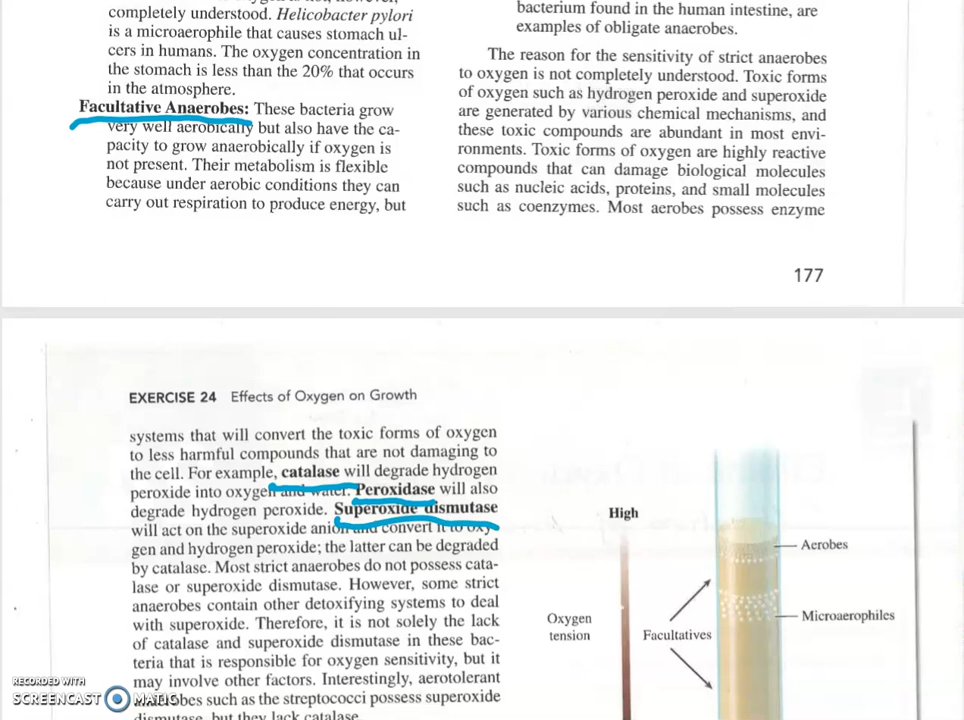 completely understood. Helicobacter pylori
is a microaerophile that causes stomach ul-
cers in humans. The oxygen concentration in
the stomach is less than the 20% that occurs
in the atmosphere.
Facultative Anaerobes: These bacteria grow
very well aerobically but also have the ca-
pacity to grow anaerobically if oxygen is
not present. Their metabolism is flexible
because under aerobic conditions they can
carry out respiration to produce energy, but
bacterium found in the human intestine, are
examples of obligate anaerobes.
The reason for the sensitivity of strict anaerobes
to oxygen is not completely understood. Toxic forms
of oxygen such as hydrogen peroxide and superoxide
are generated by various chemical mechanisms, and
these toxic compounds are abundant in most envi-
ronments. Toxic forms of oxygen are highly reactive
compounds that can damage biological molecules
such as nucleic acids, proteins, and small molecules
such as coenzymes. Most aerobes possess enzyme
177
EXERCISE 24 Effects of Oxygen on Growth
systems that will convert the toxic forms of oxygen
to less harmful compounds that are not damaging to
the cell. For example, catalase will degrade hydrogen
peroxide into oxygen and water. Peroxidase will also
degrade hydrogen peroxide. Superoxide dismutase
will act on the superoxide anion and convert it to oxy-
gen and hydrogen peroxide; the latter can be degraded
by catalase. Most strict anaerobes do not possess cata-
lase or superoxide dismutase. However, some strict
anaerobes contain other detoxifying systems to deal
with superoxide. Therefore, it is not solely the lack
of catalase and superoxide dismutase in these bac-
teria that is responsible for oxygen sensitivity, but it
may involve other factors. Interestingly, aerotolerant
such as the streptococci possess superoxide
dismutase, but they lack catalase.
High
Oxygen
tension
Facultatives
Aerobes
Microaerophiles
RECORDED WITH
SCREENCAST MATIC